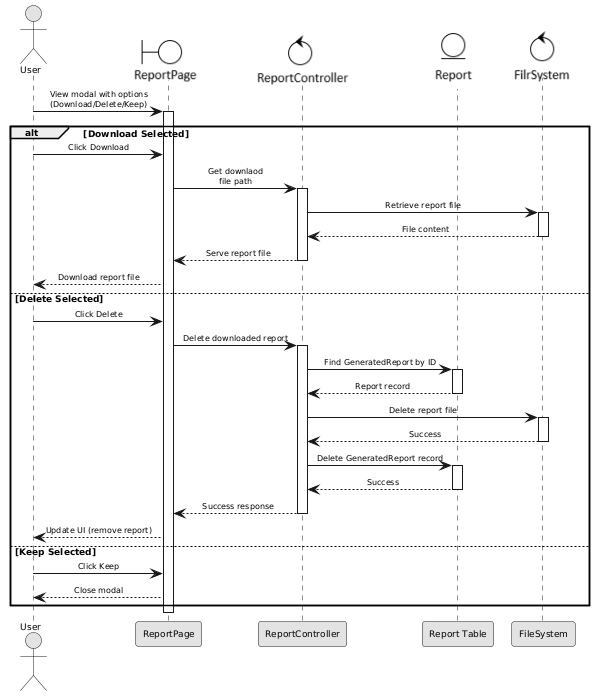 User
ReportPage
ReportController
Report
FilrSystem
View modal with options
(Download/Delete/Keep)
alt
[Download Selected]
Click Download
Get downlaod
file path
Retrieve report file
File content
Serve report file
Download report file
[Delete Selected]
Click Delete
Delete downloaded report
Find GeneratedReport by ID
Report record
Delete report file
Success
Delete GeneratedReport record
Success
Success response
Update UI (remove report)
[Keep Selected]
Click Keep
Close modal
User
ReportPage
ReportController
Report Table
FileSystem